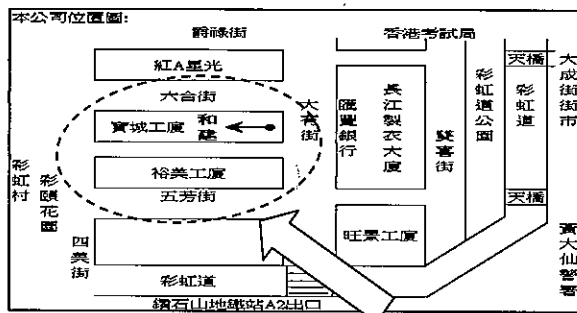 本公司位置圖:
爵祿街
香港考試局
紅A星光
六合街
寶城工廈
和建
裕美工廈
五芳街
大有街
匯豐銀行
長江製衣大廈
雙喜街
彩虹道公園
天橋
彩虹道
天橋
大成街街市
黃大仙警署
彩虹村
彩頤花園
四美街
旺景工廈
彩虹道
鑽石山地鐵站A2出口